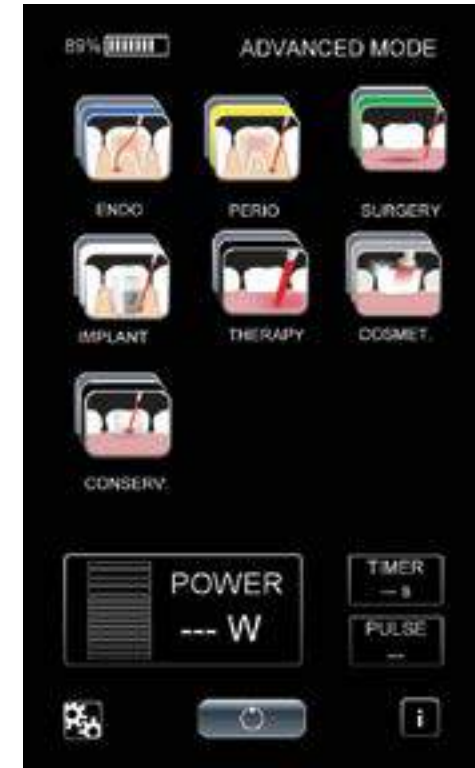 89% ADVANCED MODE
ENDO PERIO SURGERY
IMPLANT THERAPY COSMET.
CONSERV.
POWER
--- W
TIMER
-- s
PULSE
--
i